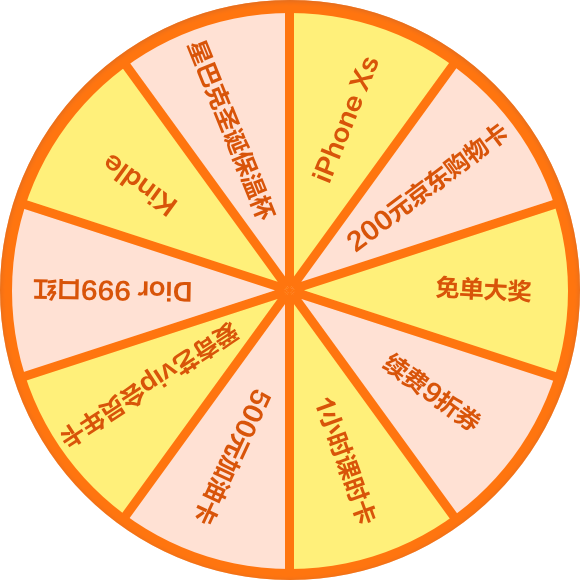 iPhone Xs
200元京东购物卡
免单大奖
续费9折券
1小时课时卡
500元加油卡
爱奇艺vip会员年卡
Dior 999口红
Kindle
星巴克圣诞保温杯